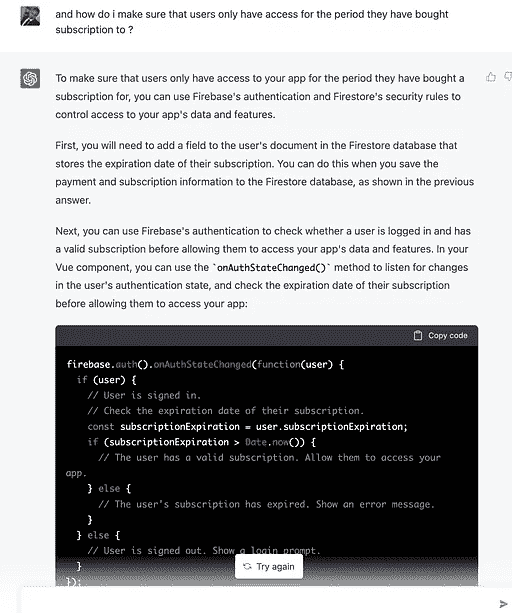 and how do i make sure that users only have access for the period they have bought
subscription to ?
To make sure that users only have access to your app for the period they have bought a
subscription for, you can use Firebase's authentication and Firestore's security rules to
control access to your app's data and features.
First, you will need to add a field to the user's document in the Firestore database that
stores the expiration date of their subscription. You can do this when you save the
payment and subscription information to the Firestore database, as shown in the previous
answer.
Next, you can use Firebase's authentication to check whether a user is logged in and has
a valid subscription before allowing them to access your app's data and features. In your
Vue component, you can use the `onAuthStateChanged()` method to listen for changes
in the user's authentication state, and check the expiration date of their subscription
before allowing them to access your app:
Copy code
firebase.auth().onAuthStateChanged(function(user) {
if (user) {
// User is signed in.
// Check the expiration date of their subscription.
const subscriptionExpiration = user.subscriptionExpiration;
if (subscriptionExpiration > Date.now()) {
// The user has a valid subscription. Allow them to access your
app.
} else {
// The user's subscription has expired. Show an error message.
}
} else {
// User is signed out. Show a login prompt.
}
});
Try again